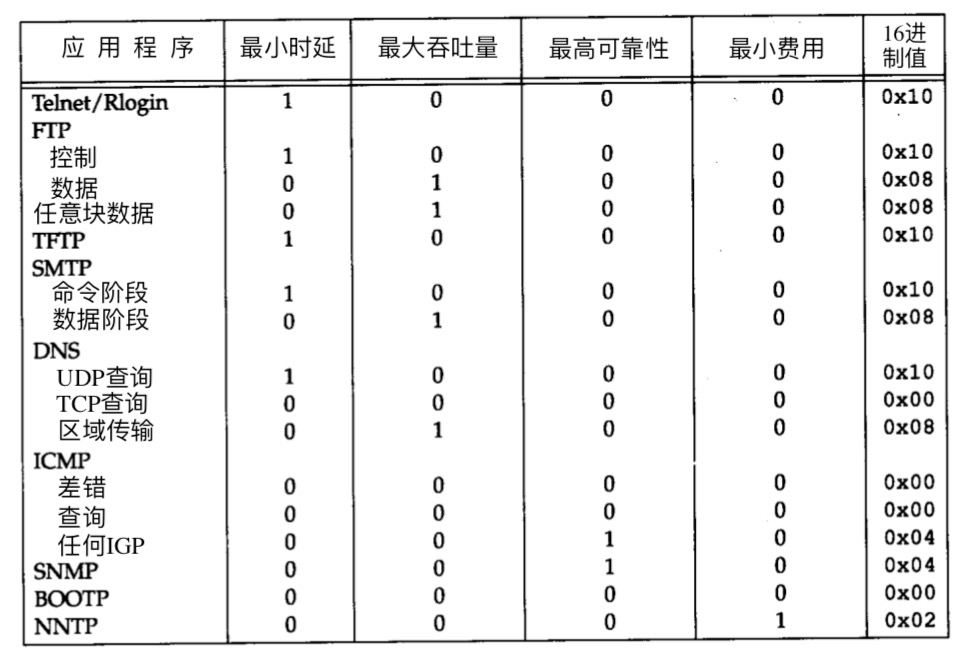 应用程序 最小时延 最大吞吐量 最高可靠性 最小费用 16进制值
Telnet/Rlogin 1 0 0 0 0x10
FTP
控制 1 0 0 0 0x10
数据 0 1 0 0 0x08
任意块数据 0 1 0 0 0x08
TFTP 1 0 0 0 0x10
SMTP
命令阶段 1 0 0 0 0x10
数据阶段 0 1 0 0 0x08
DNS
UDP查询 1 0 0 0 0x10
TCP查询 0 0 0 0 0x00
区域传输 0 1 0 0 0x08
ICMP
差错 0 0 0 0 0x00
查询 0 0 0 0 0x00
任何IGP 0 0 1 0 0x04
SNMP 0 0 1 0 0x04
BOOTP 0 0 0 0 0x00
NNTP 0 0 0 1 0x02